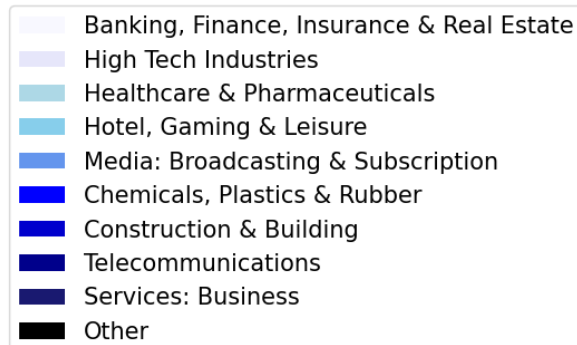 Banking, Finance, Insurance & Real Estate
High Tech Industries
Healthcare & Pharmaceuticals
Hotel, Gaming & Leisure
Media: Broadcasting & Subscription
Chemicals, Plastics & Rubber
Construction & Building
Telecommunications
Services: Business
Other